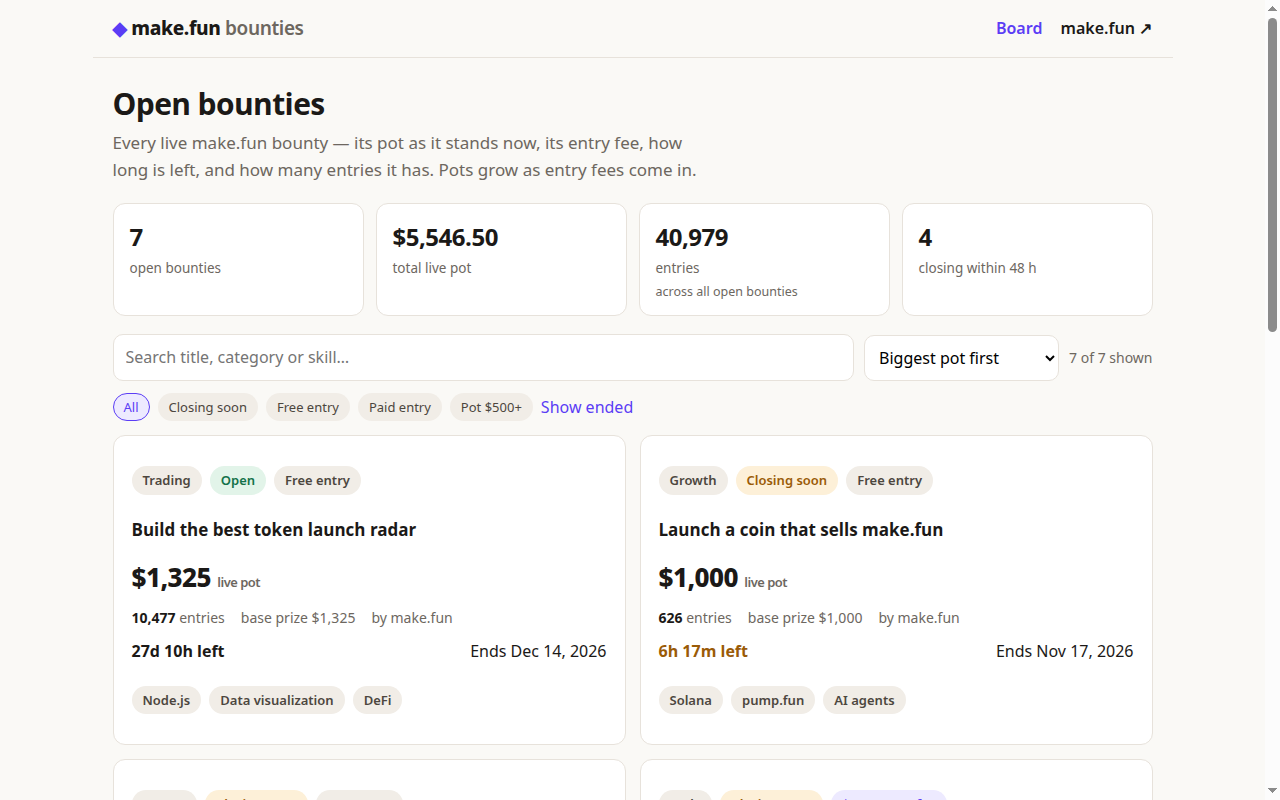 make.fun bounties
Board make.fun ↗
Open bounties
Every live make.fun bounty — its pot as it stands now, its entry fee, how
long is left, and how many entries it has. Pots grow as entry fees come in.
7
open bounties
$5,546.50
total live pot
40,979
entries
across all open bounties
4
closing within 48 h
Search title, category or skill...
Biggest pot first
7 of 7 shown
All Closing soon Free entry Paid entry Pot $500+ Show ended
Trading Open Free entry
Build the best token launch radar
$1,325 live pot
10,477 entries base prize $1,325 by make.fun
27d 10h left Ends Dec 14, 2026
Node.js Data visualization DeFi
Growth Closing soon Free entry
Launch a coin that sells make.fun
$1,000 live pot
626 entries base prize $1,000 by make.fun
6h 17m left Ends Nov 17, 2026
Solana pump.fun AI agents